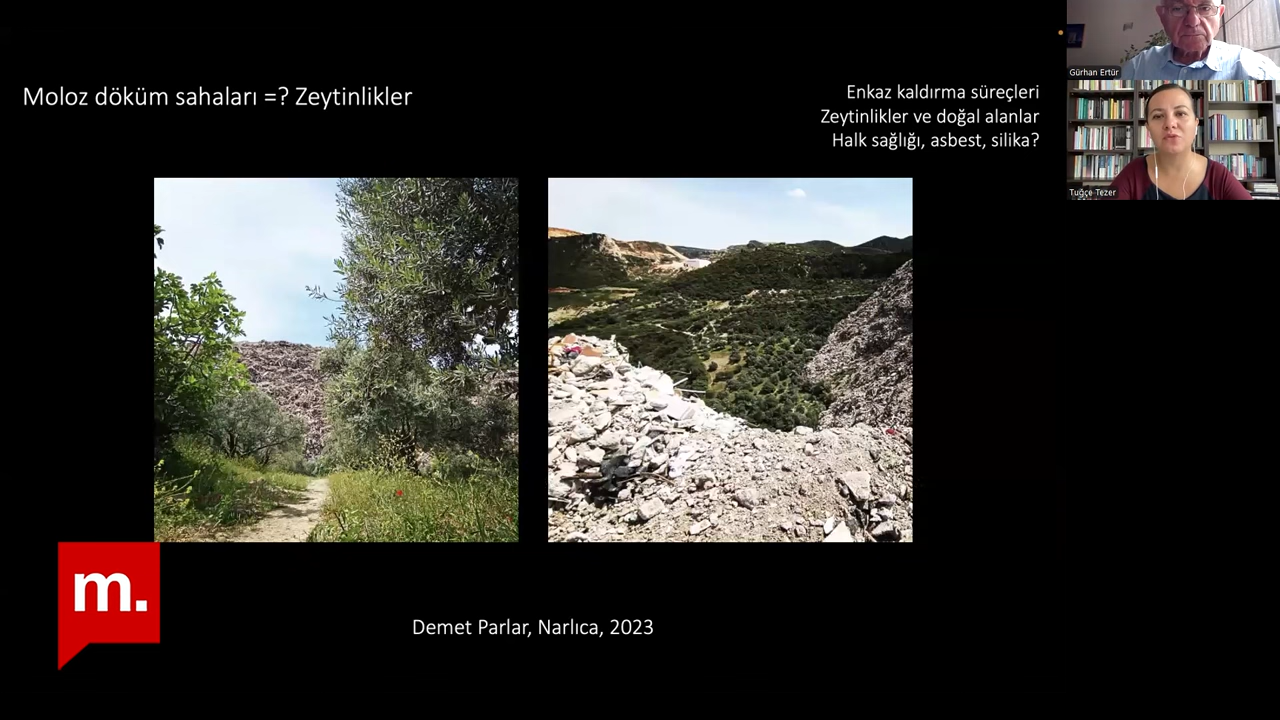 Moloz döküm sahaları =? Zeytinlikler
Enkaz kaldırma süreçleri
Zeytinlikler ve doğal alanlar
Halk sağlığı, asbest, silika?
Gürhan Ertür
Tuğçe Tezer
m.
Demet Parlar, Narlıca, 2023